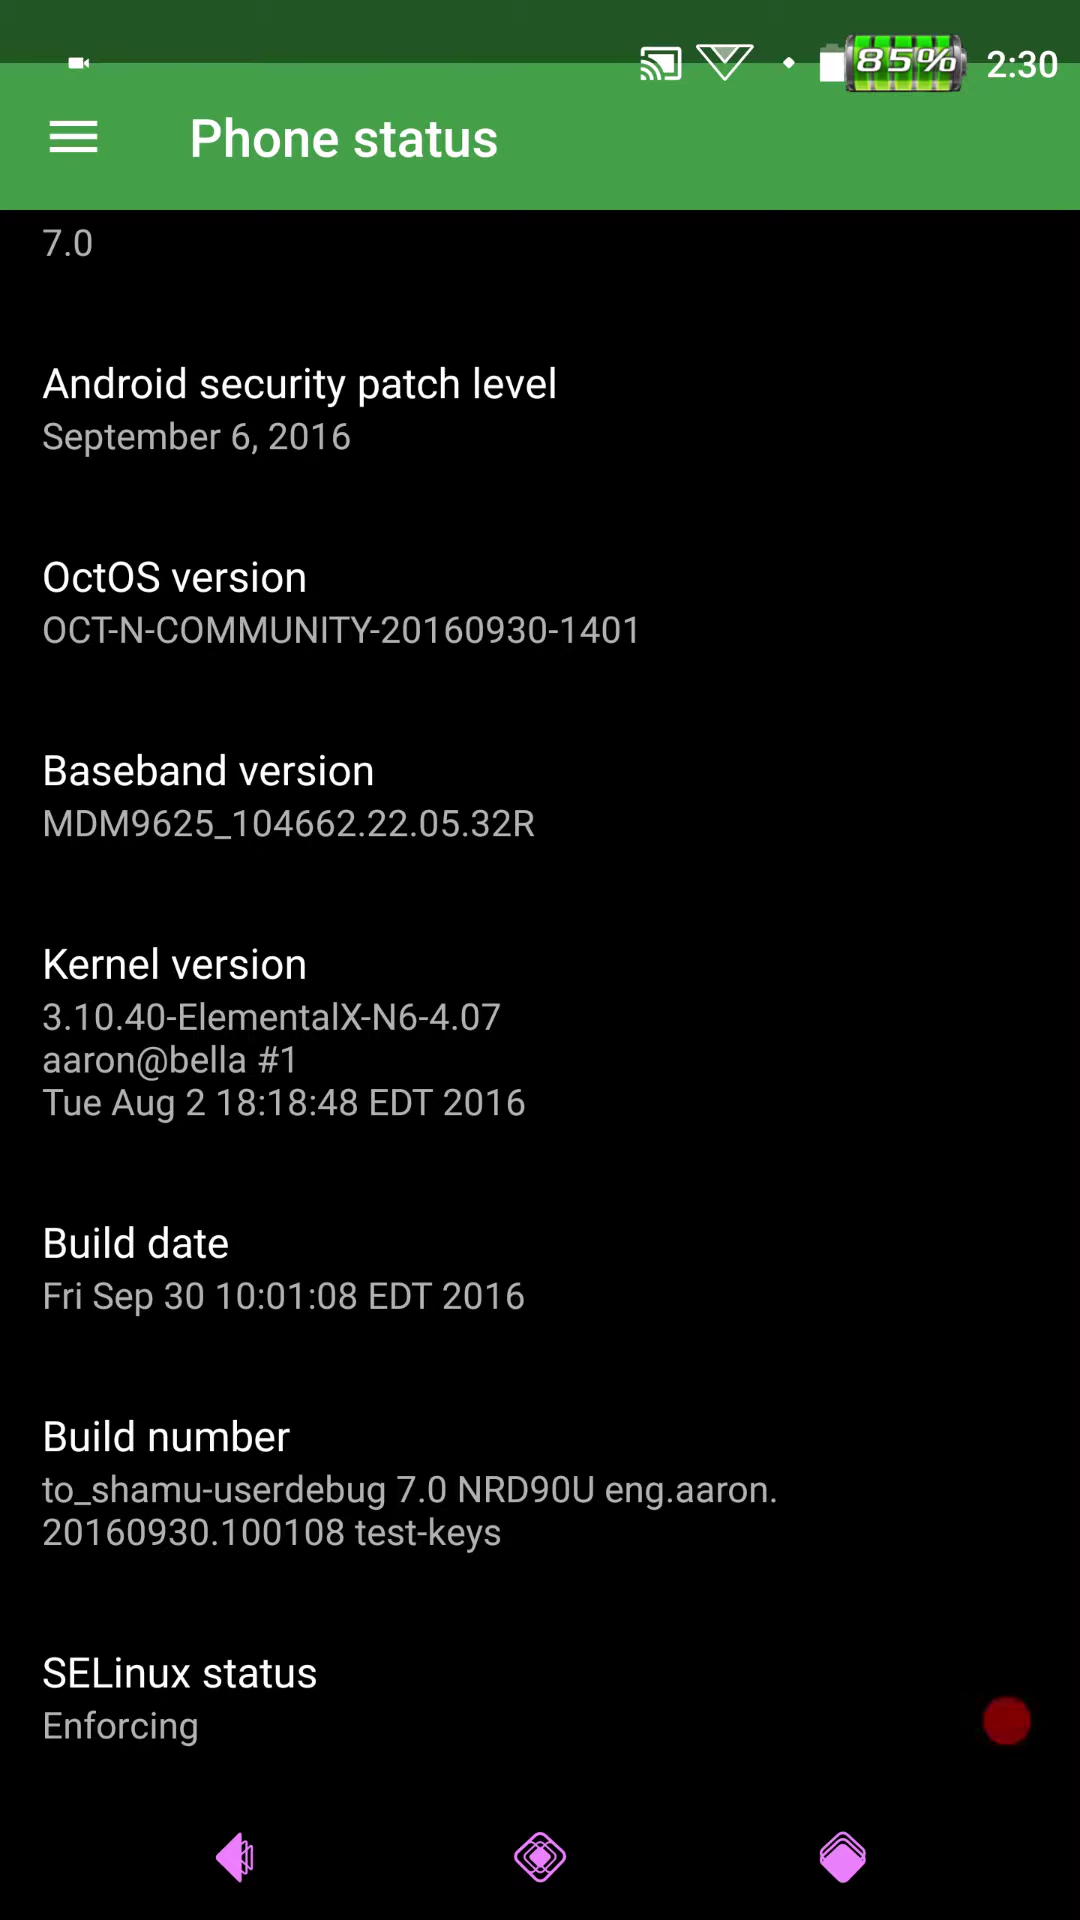 85% 2:30
Phone status
7.0
Android security patch level
September 6, 2016
OctOS version
OCT-N-COMMUNITY-20160930-1401
Baseband version
MDM9625_104662.22.05.32R
Kernel version
3.10.40-ElementalX-N6-4.07
aaron@bella #1
Tue Aug 2 18:18:48 EDT 2016
Build date
Fri Sep 30 10:01:08 EDT 2016
Build number
to_shamu-userdebug 7.0 NRD90U eng.aaron.
20160930.100108 test-keys
SELinux status
Enforcing